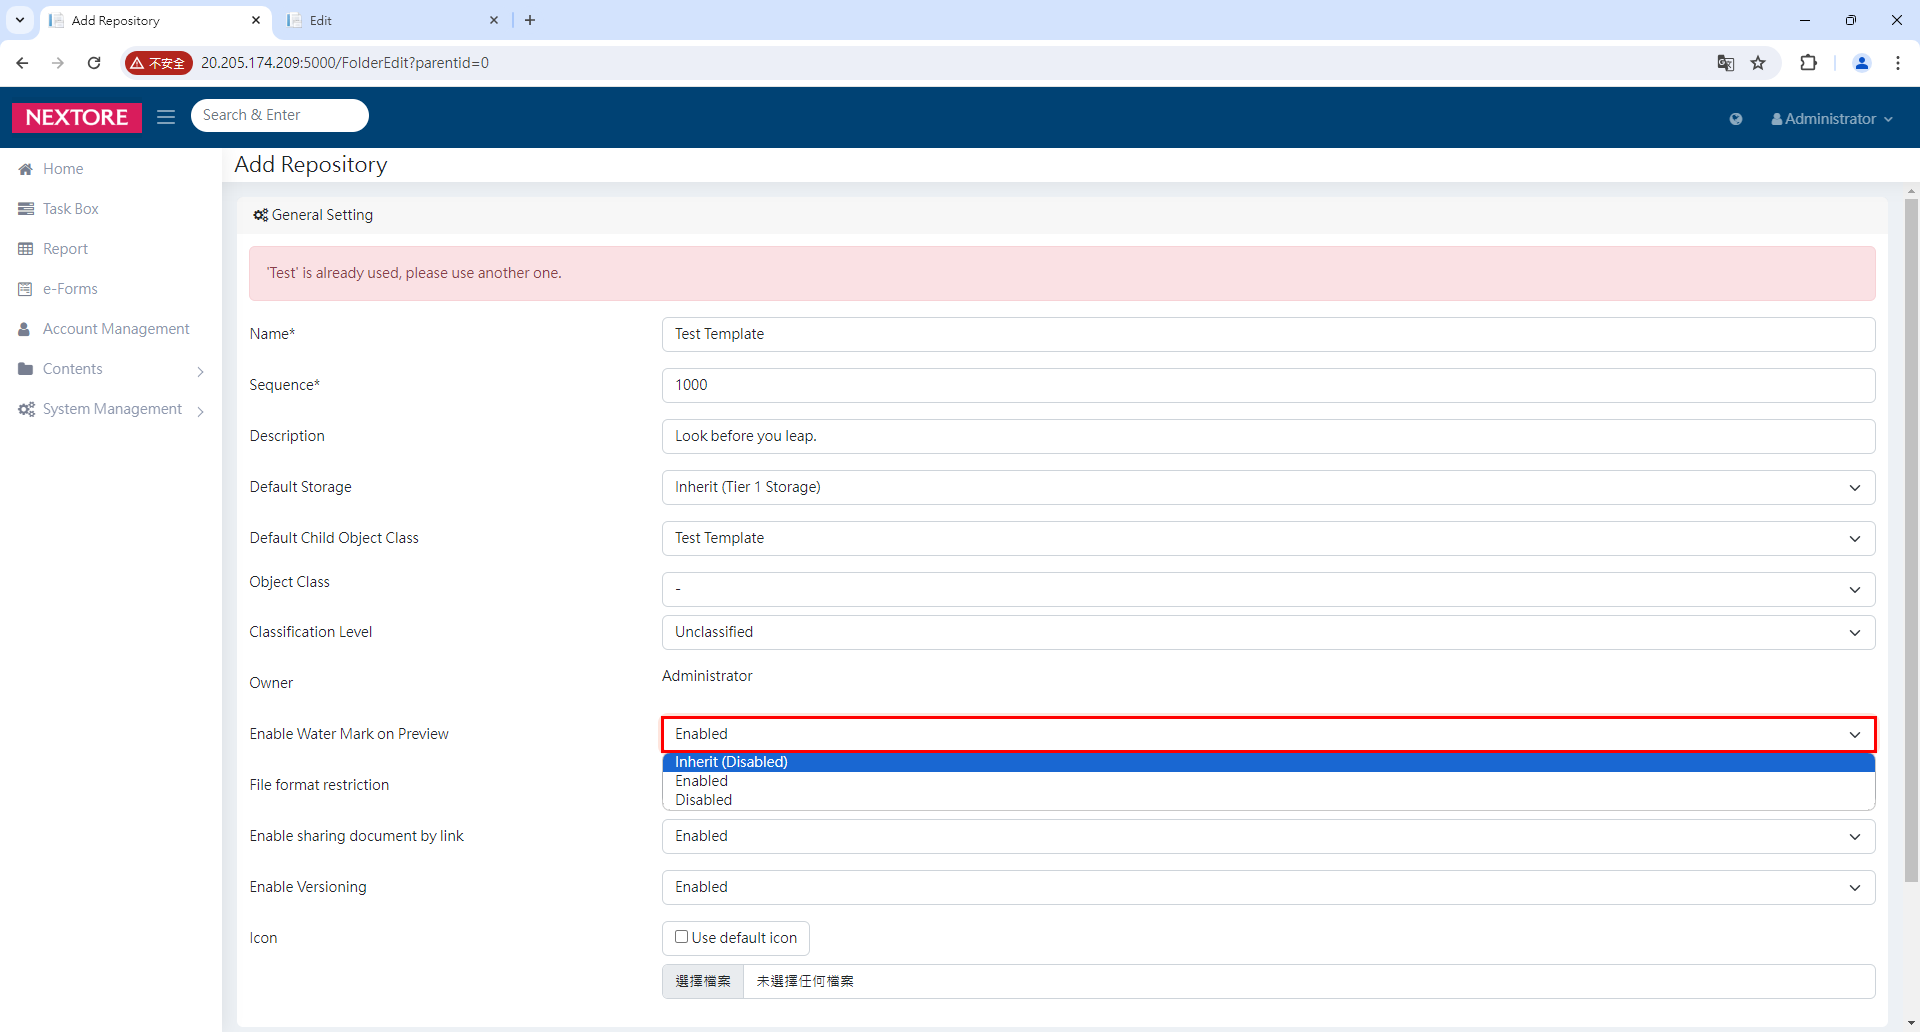 Add Repository
Edit
不安全
20.205.174.209:5000/FolderEdit?parentid=0
NEXTORE
Search & Enter
Administrator
Home
Task Box
Report
e-Forms
Account Management
Contents
System Management
Add Repository
General Setting
'Test' is already used, please use another one.
Name*
Test Template
Sequence*
1000
Description
Look before you leap.
Default Storage
Inherit (Tier 1 Storage)
Default Child Object Class
Test Template
Object Class
-
Classification Level
Unclassified
Owner
Administrator
Enable Water Mark on Preview
Enabled
Inherit (Disabled)
Enabled
Disabled
File format restriction
Enable sharing document by link
Enabled
Enable Versioning
Enabled
Icon
Use default icon
選擇檔案 未選擇任何檔案